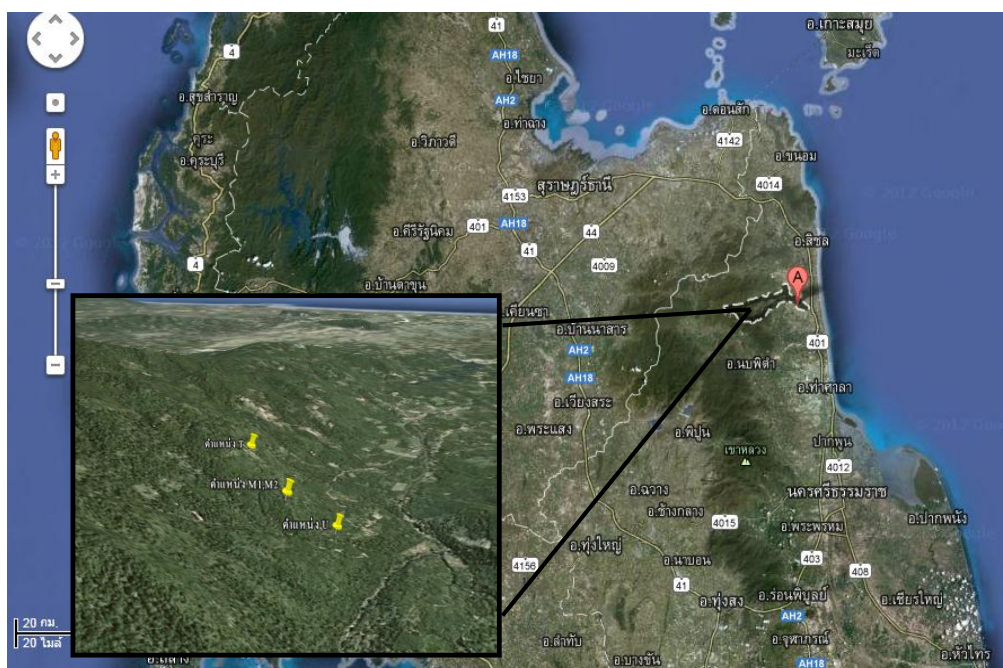 41
อ.เกาะสมุย
มะเร็ต
4
AH18
อ.ไชยา
อ.สุขสำราญ
AH2
อ.ดอนสัก
อ.ท่าฉาง
คุระ
อ.คุระบุรี
อ.วิภาวดี
4142
อ.ขนอม
สุราษฎร์ธานี
4014
4153
อ.คีรีรัฐนิคม
401
AH18
44
อ.สิชล
41
4
4009
A
อ.บ้านตาขุน
อ.เคียนซา
อ.บ้านนาสาร
401
AH2
อ.นบพิตำ
AH18
อ.ท่าศาลา
อ.เวียงสระ
อ.พระแสง
อ.พิปูน
ปากพูน
ตำแหน่ง T
เขาหลวง
4012
ตำแหน่ง M1,M2
อ.ฉวาง
นครศรีธรรมราช
อ.ช้างกลาง
อ.ปากพนัง
ตำแหน่ง U
4015
อ.พระพรหม
อ.ทุ่งใหญ่
4156
อ.นาบอน
403
408
41
อ.ทุ่งสง
อ.ร่อนพิบูลย์
อ.เชียรใหญ่
AH2
20 กม.
20 ไมล์
อ.ลำทับ
อ.จุฬาภรณ์
อ.หัวไทร
อ.ถลาง
อ.บางขัน
AH18